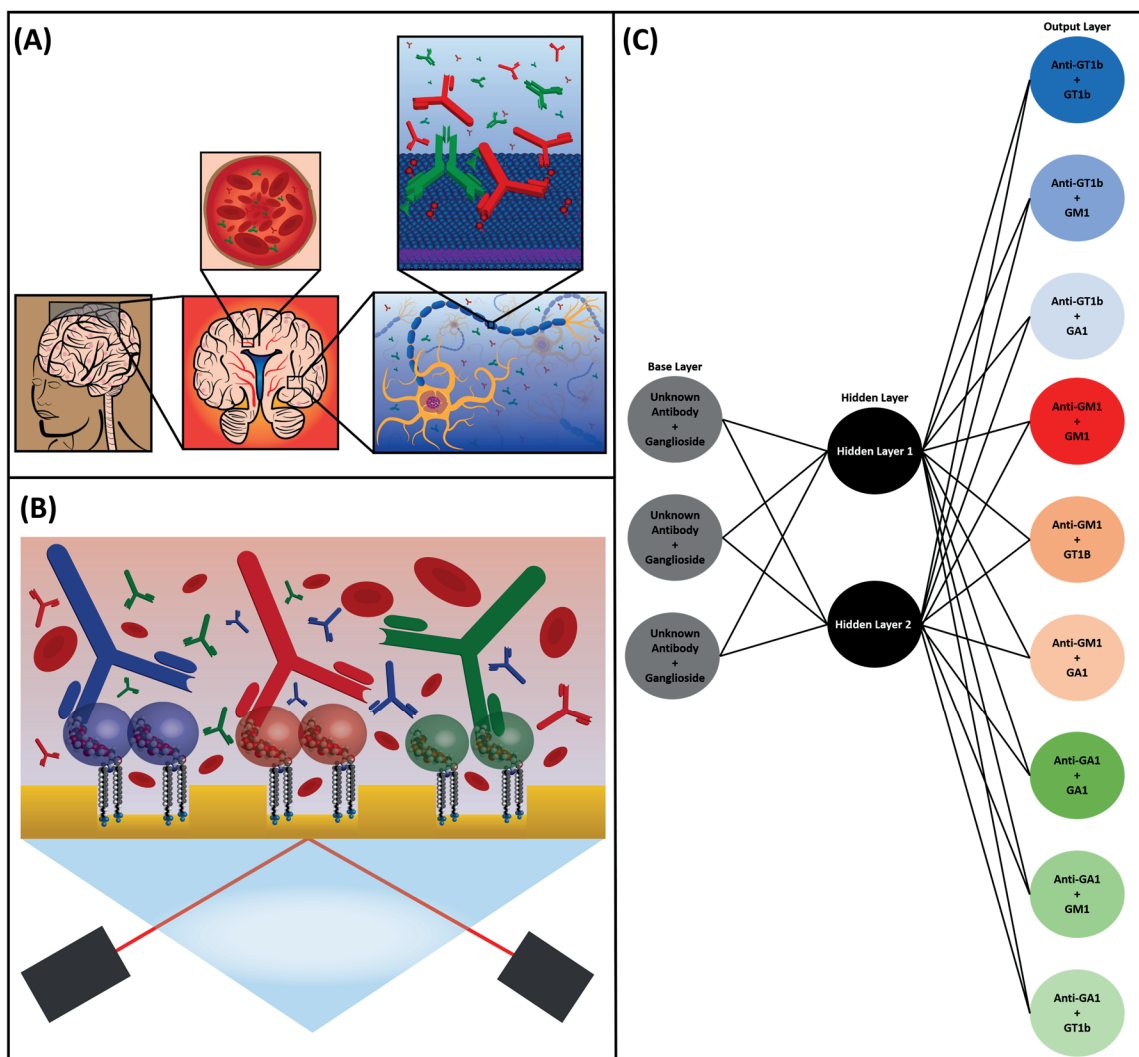 (A)
(B)
(C)
Base Layer
Unknown
Antibody
+
Ganglioside
Unknown
Antibody
+
Ganglioside
Unknown
Antibody
+
Ganglioside
Hidden Layer
Hidden Layer 1
Hidden Layer 2
Output Layer
Anti-GT1b
+
GT1b
Anti-GT1b
+
GM1
Anti-GT1b
+
GA1
Anti-GM1
+
GM1
Anti-GM1
+
GT1B
Anti-GM1
+
GA1
Anti-GA1
+
GA1
Anti-GA1
+
GM1
Anti-GA1
+
GT1b